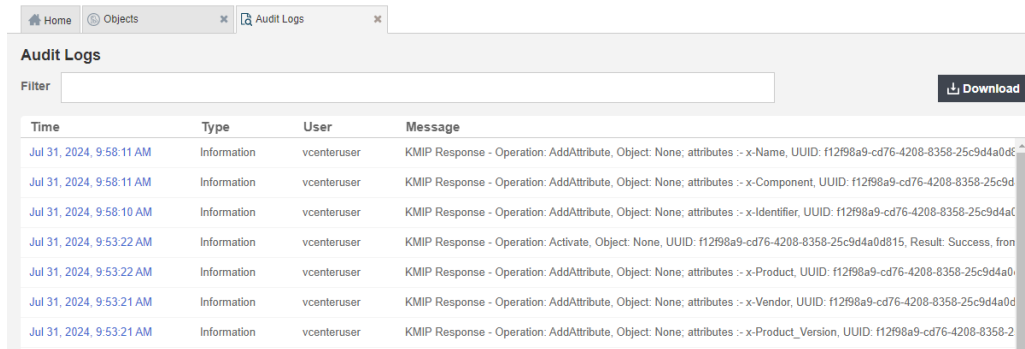 Home Objects Audit Logs
Audit Logs
Filter
Download
Time Type User Message
Jul 31, 2024, 9:58:11 AM Information vcenteruser KMIP Response - Operation: AddAttribute, Object: None; attributes :- x-Name, UUID: f12f98a9-cd76-4208-8358-25c9d4a0d8
Jul 31, 2024, 9:58:11 AM Information vcenteruser KMIP Response - Operation: AddAttribute, Object: None; attributes :- x-Component, UUID: f12f98a9-cd76-4208-8358-25c9d
Jul 31, 2024, 9:58:10 AM Information vcenteruser KMIP Response - Operation: AddAttribute, Object: None; attributes :- x-Identifier, UUID: f12f98a9-cd76-4208-8358-25c9d4a0
Jul 31, 2024, 9:53:22 AM Information vcenteruser KMIP Response - Operation: Activate, Object: None, UUID: f12f98a9-cd76-4208-8358-25c9d4a0d815, Result: Success, from
Jul 31, 2024, 9:53:22 AM Information vcenteruser KMIP Response - Operation: AddAttribute, Object: None; attributes :- x-Product, UUID: f12f98a9-cd76-4208-8358-25c9d4a0
Jul 31, 2024, 9:53:21 AM Information vcenteruser KMIP Response - Operation: AddAttribute, Object: None; attributes :- x-Vendor, UUID: f12f98a9-cd76-4208-8358-25c9d4a0d
Jul 31, 2024, 9:53:21 AM Information vcenteruser KMIP Response - Operation: AddAttribute, Object: None; attributes :- x-Product_Version, UUID: f12f98a9-cd76-4208-8358-2